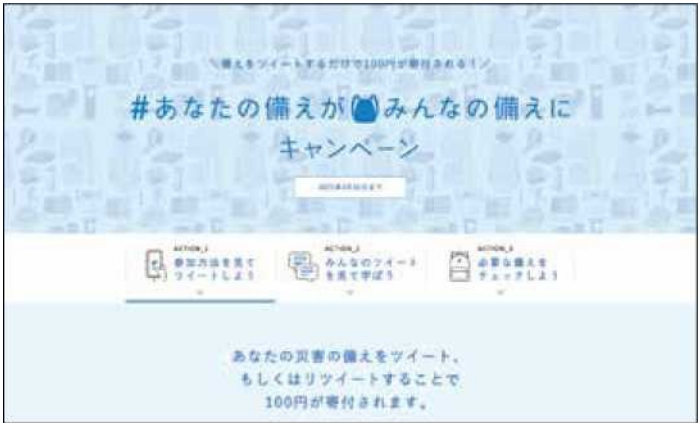 ＼備えをツイートするだけで100円が寄付される！／
#あなたの備えがみんなの備えに
キャンペーン
ACTION_1
参加方法を見て
ツイートしよう
ACTION_2
みんなのツイート
を見て学ぼう
ACTION_3
必要な備えを
チェックしよう
あなたの災害の備えをツイート、
もしくはリツイートすることで
100円が寄付されます。